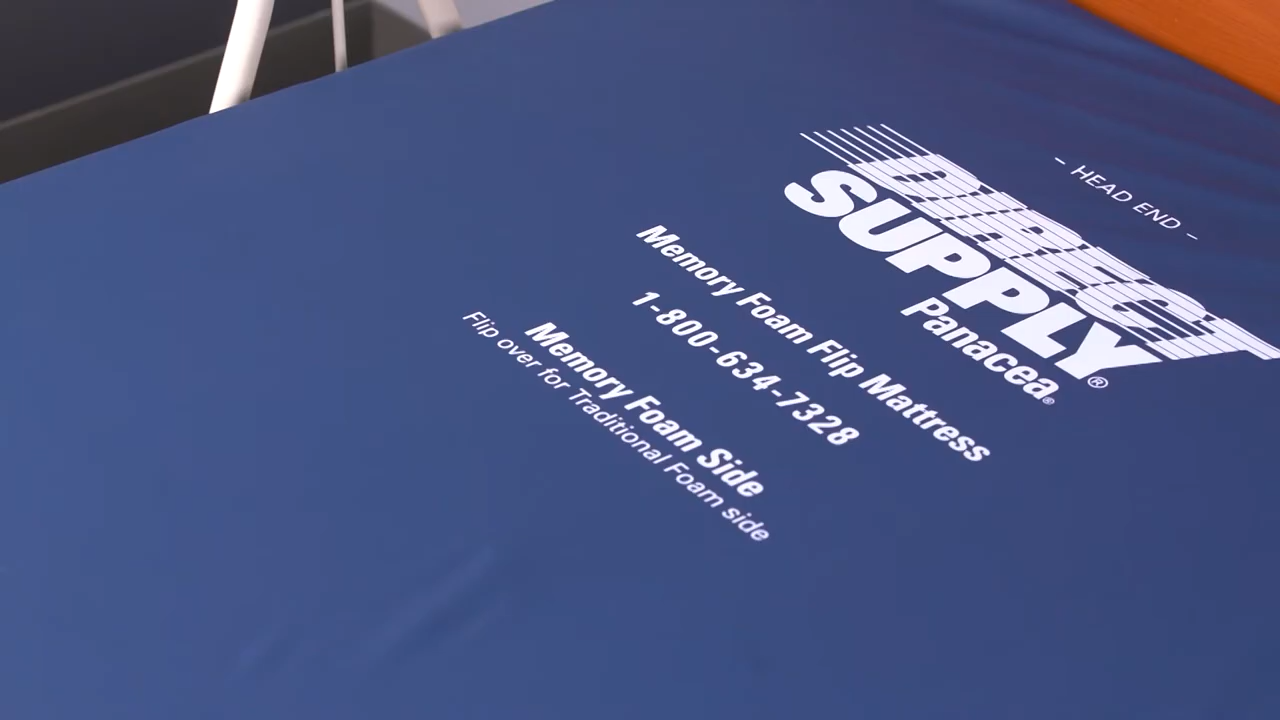 - HEAD END -
DIRECT
SUPPLY®
Panacea®
Memory Foam Flip Mattress
1-800-634-7328
Memory Foam Side
Flip over for Traditional Foam side